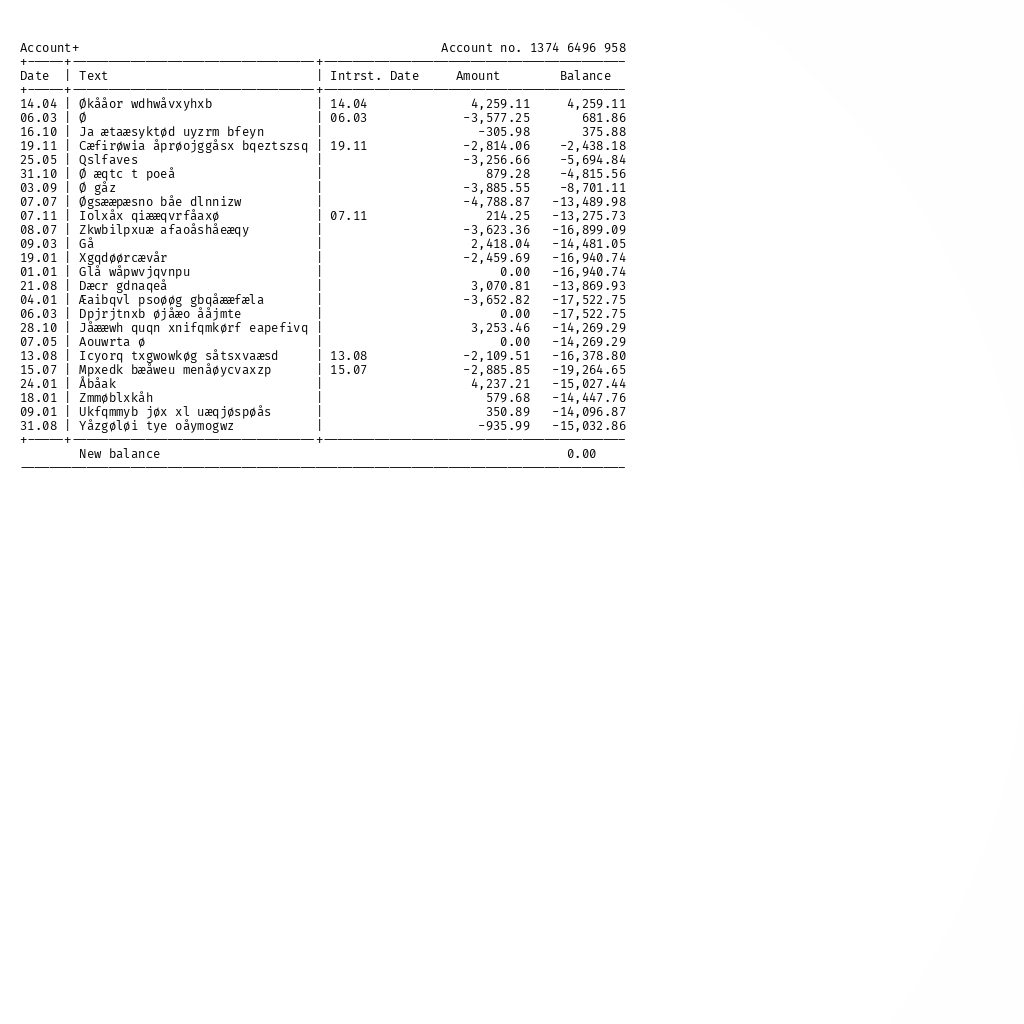 Account+ Account no. 1374 6496 958
+-----+---------------------------------+-----------------------------------------
Date | Text | Intrst. Date Amount Balance
+-----+---------------------------------+-----------------------------------------
14.04 | Økååor wdhwåvxyhxb | 14.04 4,259.11 4,259.11
06.03 | Ø | 06.03 -3,577.25 681.86
16.10 | Ja ætaæsyktød uyzrm bfeyn | -305.98 375.88
19.11 | Cæfirøwia åprøojggåsx bqeztszsq | 19.11 -2,814.06 -2,438.18
25.05 | Qslfaves | -3,256.66 -5,694.84
31.10 | Ø æqtc t poeå | 879.28 -4,815.56
03.09 | Ø gåz | -3,885.55 -8,701.11
07.07 | Øgsææpæsno båe dlnnizw | -4,788.87 -13,489.98
07.11 | Iolxåx qiææqvrfåaxø | 07.11 214.25 -13,275.73
08.07 | Zkwbilpxuæ afaoåshåeæqy | -3,623.36 -16,899.09
09.03 | Gå | 2,418.04 -14,481.05
19.01 | Xgqdøørcævår | -2,459.69 -16,940.74
01.01 | Glå wåpwvjqvnpu | 0.00 -16,940.74
21.08 | Dæcr gdnaqeå | 3,070.81 -13,869.93
04.01 | Æaibqvl psoøøg gbqåææfæla | -3,652.82 -17,522.75
06.03 | Dpjrjtnxb øjåæo ååjmte | 0.00 -17,522.75
28.10 | Jåææwh quqn xnifqmkørf eapefivq | 3,253.46 -14,269.29
07.05 | Aouwrta ø | 0.00 -14,269.29
13.08 | Icyorq txgwowkøg såtsxvaæsd | 13.08 -2,109.51 -16,378.80
15.07 | Mpxedk bæåweu menåøycvaxzp | 15.07 -2,885.85 -19,264.65
24.01 | Åbåak | 4,237.21 -15,027.44
18.01 | Zmmøblxkåh | 579.68 -14,447.76
09.01 | Ukfqmmyb jøx xl uæqjøspøås | 350.89 -14,096.87
31.08 | Yåzgøløi tye oåymogwz | -935.99 -15,032.86
+-----+---------------------------------+-----------------------------------------
New balance 0.00
----------------------------------------------------------------------------------